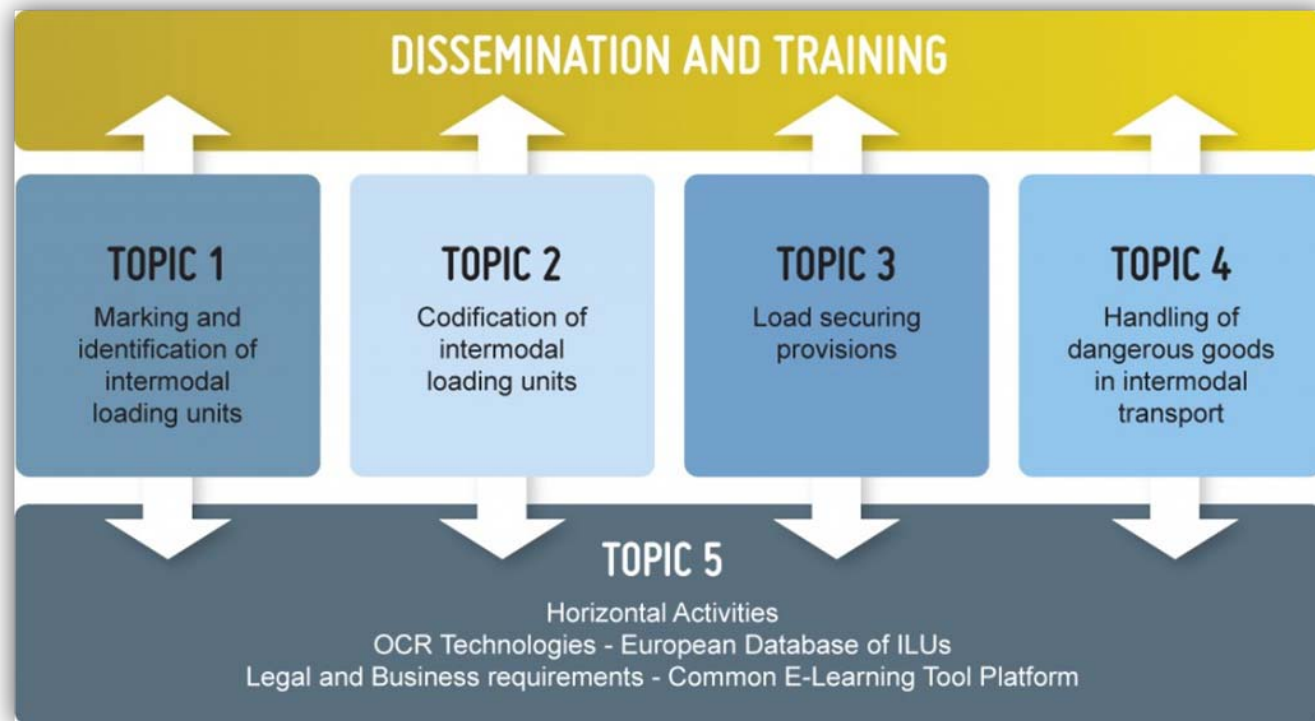 DISSEMINATION AND TRAINING
TOPIC 1
Marking and
identification of
intermodal
loading units
TOPIC 2
Codification of
intermodal
loading units
TOPIC 3
Load securing
provisions
TOPIC 4
Handling of
dangerous goods
in intermodal
transport
TOPIC 5
Horizontal Activities
OCR Technologies - European Database of ILUs
Legal and Business requirements - Common E-Learning Tool Platform